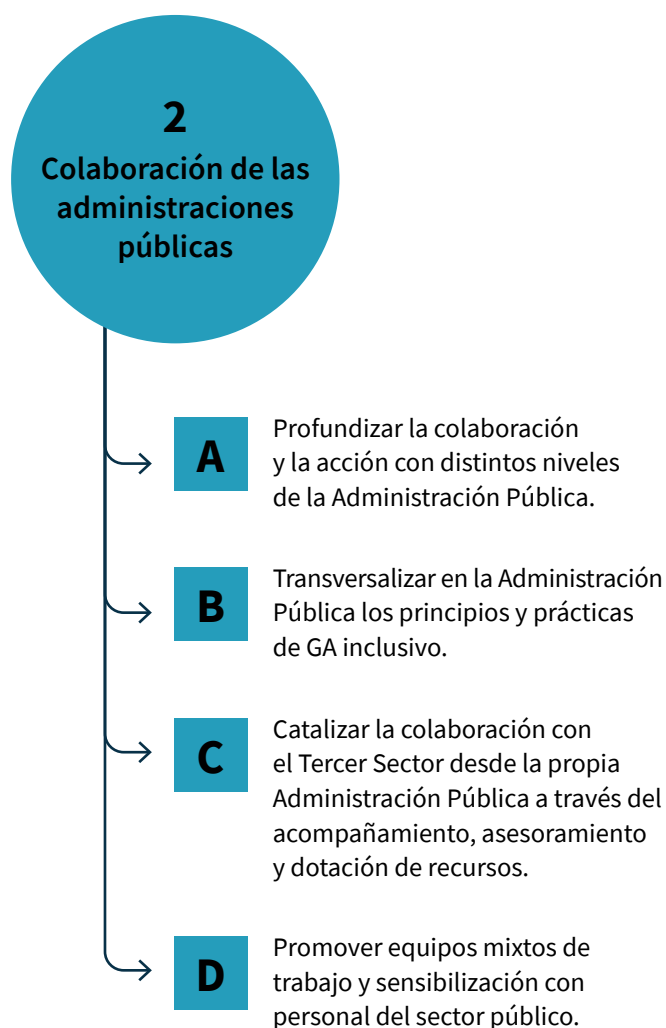 2
Colaboración de las
administraciones
públicas
A
Profundizar la colaboración
y la acción con distintos niveles
de la Administración Pública.
B
Transversalizar en la Administración
Pública los principios y prácticas
de GA inclusivo.
C
Catalizar la colaboración con
el Tercer Sector desde la propia
Administración Pública a través del
acompañamiento, asesoramiento
y dotación de recursos.
D
Promover equipos mixtos de
trabajo y sensibilización con
personal del sector público.